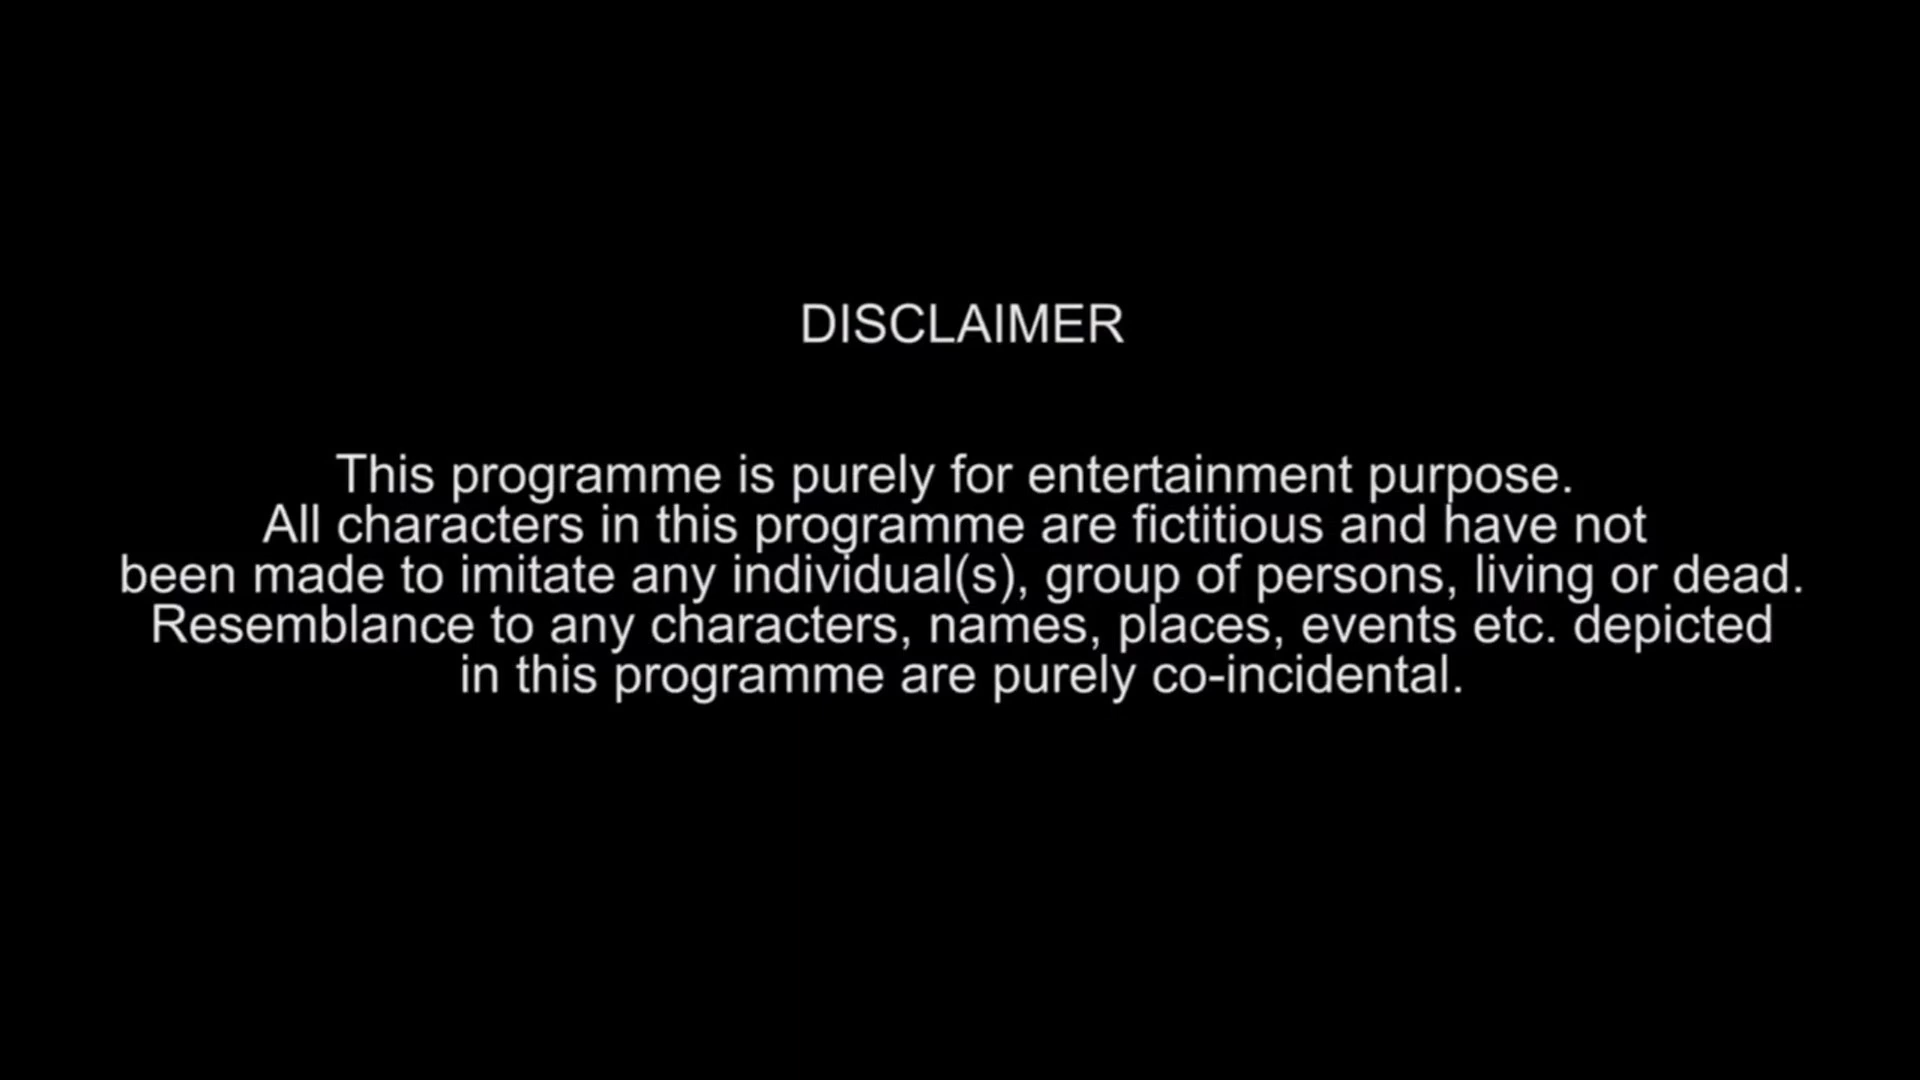 DISCLAIMER
This programme is purely for entertainment purpose.
All characters in this programme are fictitious and have not
been made to imitate any individual(s), group of persons, living or dead.
Resemblance to any characters, names, places, events etc. depicted
in this programme are purely co-incidental.